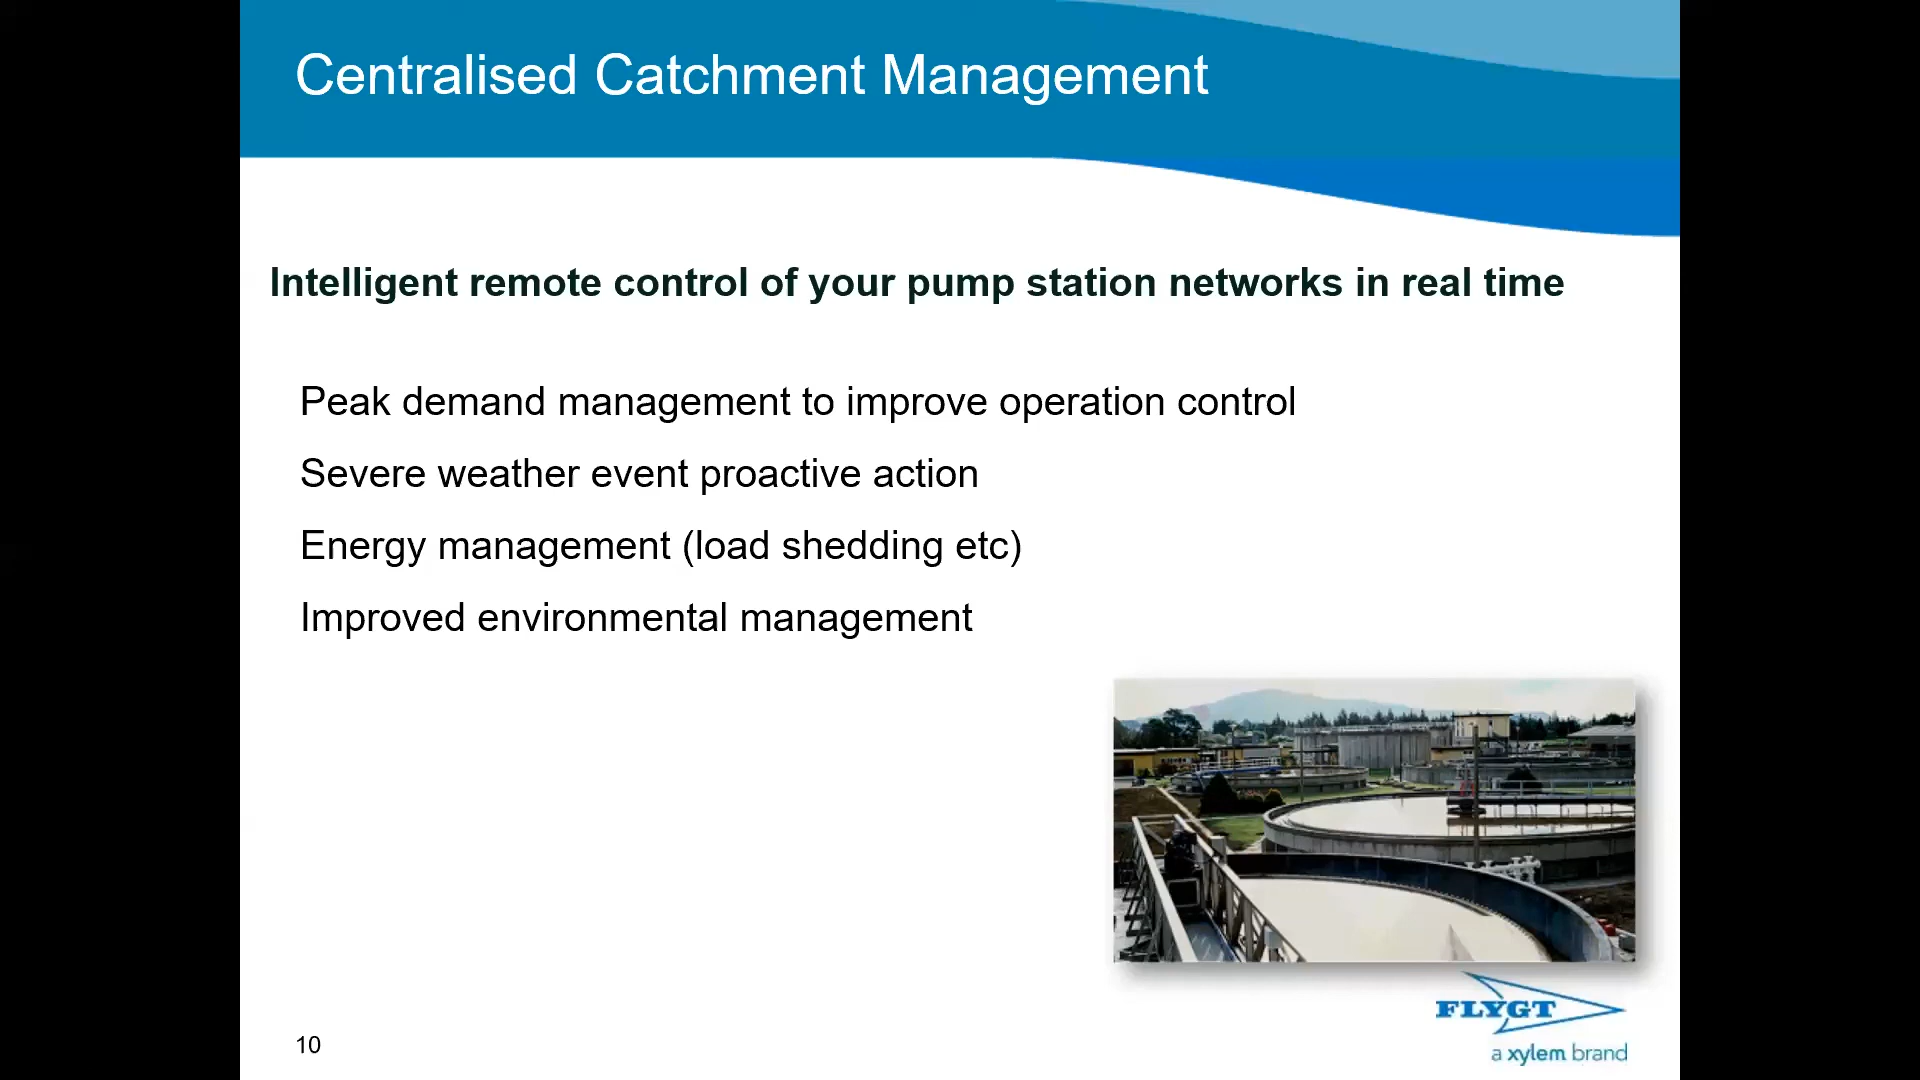 Centralised Catchment Management
Intelligent remote control of your pump station networks in real time
Peak demand management to improve operation control
Severe weather event proactive action
Energy management (load shedding etc)
Improved environmental management
FLYGT
a xylem brand
10